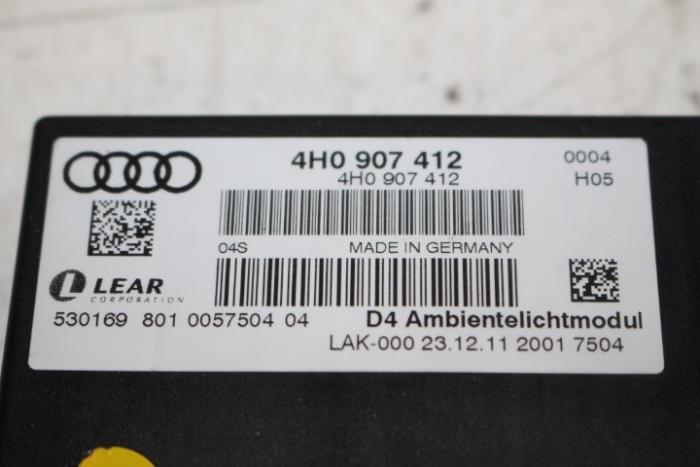 4H0 907 412
0004
4H0 907 412
H05
04S MADE IN GERMANY
LEAR
CORPORATION
530169 801 0057504 04 D4 Ambientelichtmodul
LAK-000 23.12.11 2001 7504